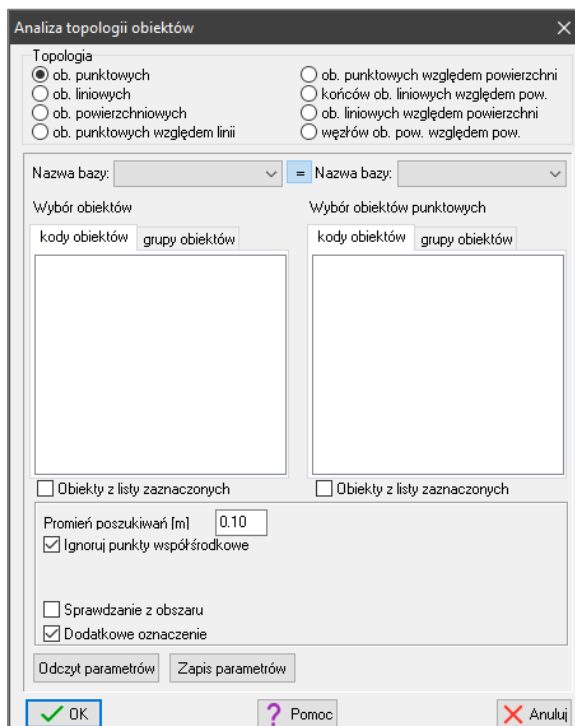 Analiza topologii obiektów
Topologia
ob. punktowych
ob. punktowych względem powierzchni
ob. liniowych
końców ob. liniowych względem pow.
ob. powierzchniowych
ob. liniowych względem powierzchni
ob. punktowych względem linii
węzłów ob. pow. względem pow.
Nazwa bazy: = Nazwa bazy:
Wybór obiektów
Wybór obiektów punktowych
kody obiektów grupy obiektów
kody obiektów grupy obiektów
Obiekty z listy zaznaczonych
Obiekty z listy zaznaczonych
Promień poszukiwań [m] 0.10
Ignoruj punkty współśrodkowe
Sprawdzanie z obszaru
Dodatkowe oznaczenie
Odczyt parametrów Zapis parametrów
OK ? Pomoc Anuluj